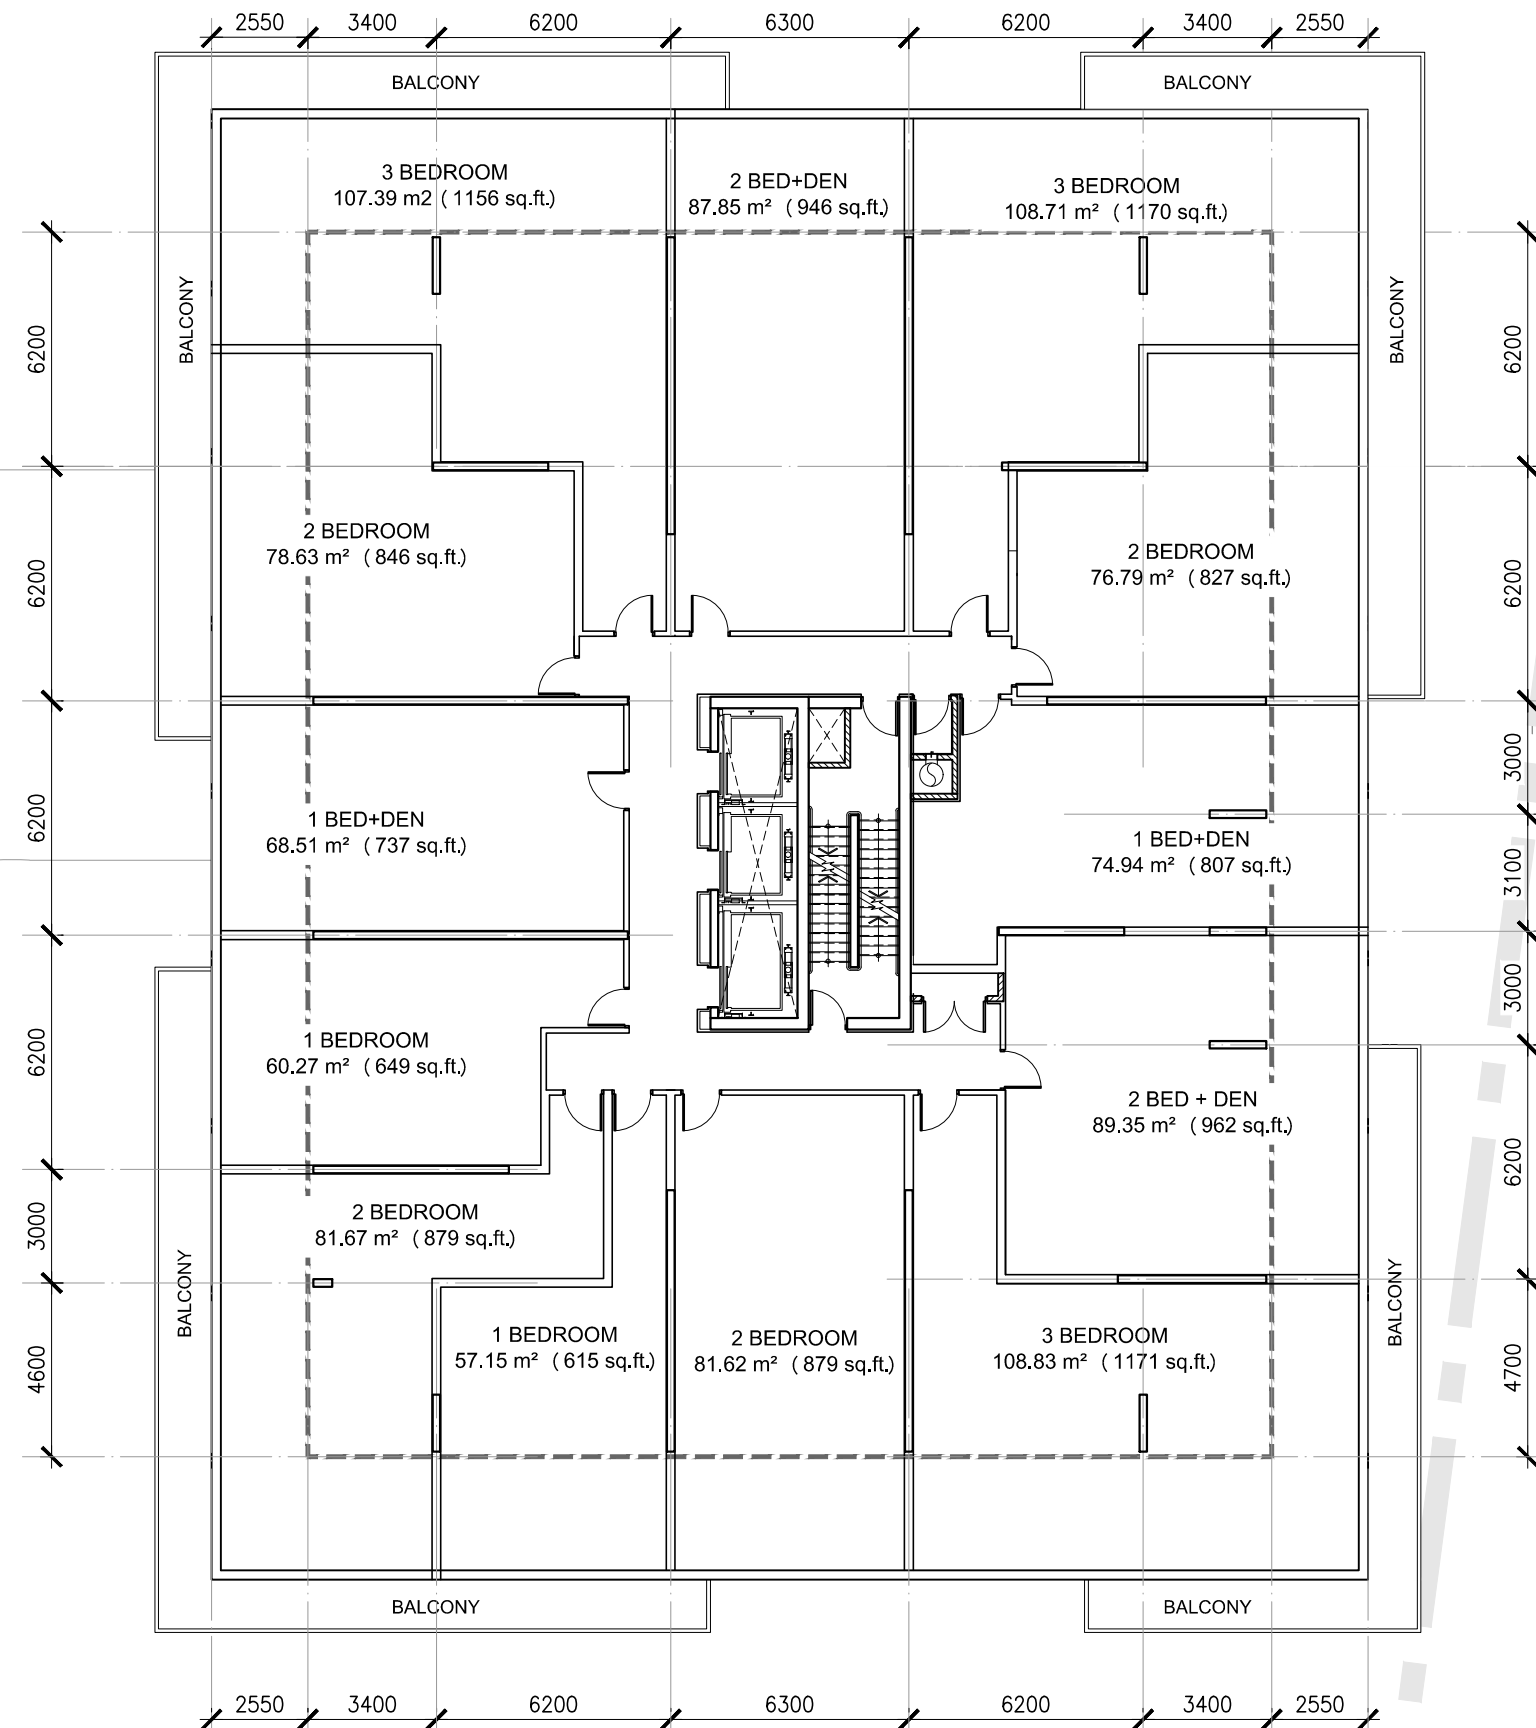 2550 3400 6200 6300 6200 3400 2550
BALCONY
BALCONY
3 BEDROOM
107.39 m2 ( 1156 sq.ft.)
2 BED+DEN
87.85 m² ( 946 sq.ft.)
3 BEDROOM
108.71 m² ( 1170 sq.ft.)
BALCONY
BALCONY
6200
6200
2 BEDROOM
78.63 m² ( 846 sq.ft.)
2 BEDROOM
76.79 m² ( 827 sq.ft.)
6200
6200
3000
1 BED+DEN
68.51 m² ( 737 sq.ft.)
1 BED+DEN
74.94 m² ( 807 sq.ft.)
6200
3100
3000
1 BEDROOM
60.27 m² ( 649 sq.ft.)
6200
2 BED + DEN
89.35 m² ( 962 sq.ft.)
6200
2 BEDROOM
81.67 m² ( 879 sq.ft.)
3000
BALCONY
BALCONY
1 BEDROOM
57.15 m² ( 615 sq.ft.)
2 BEDROOM
81.62 m² ( 879 sq.ft.)
3 BEDROOM
108.83 m² ( 1171 sq.ft.)
4600
4700
BALCONY
BALCONY
2550 3400 6200 6300 6200 3400 2550